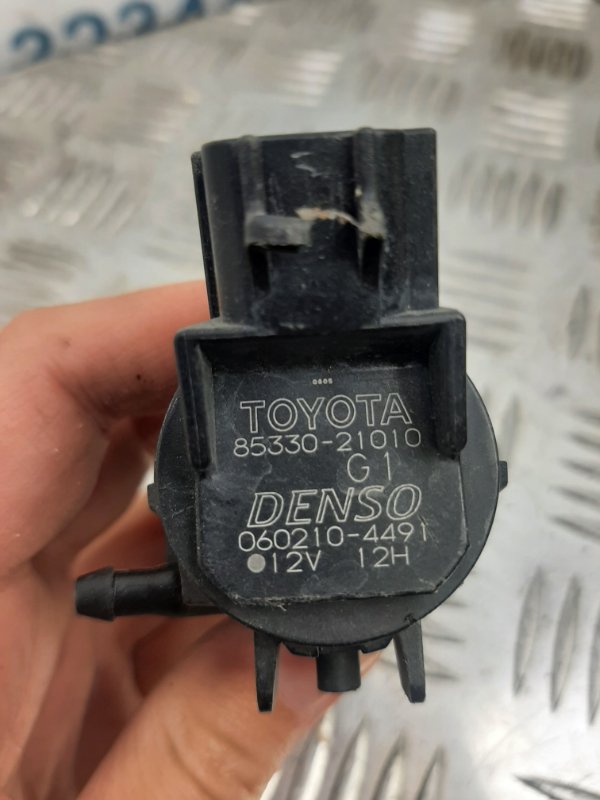 TOYOTA
85330-21010
G1
DENSO
060210-4491
12V 12H